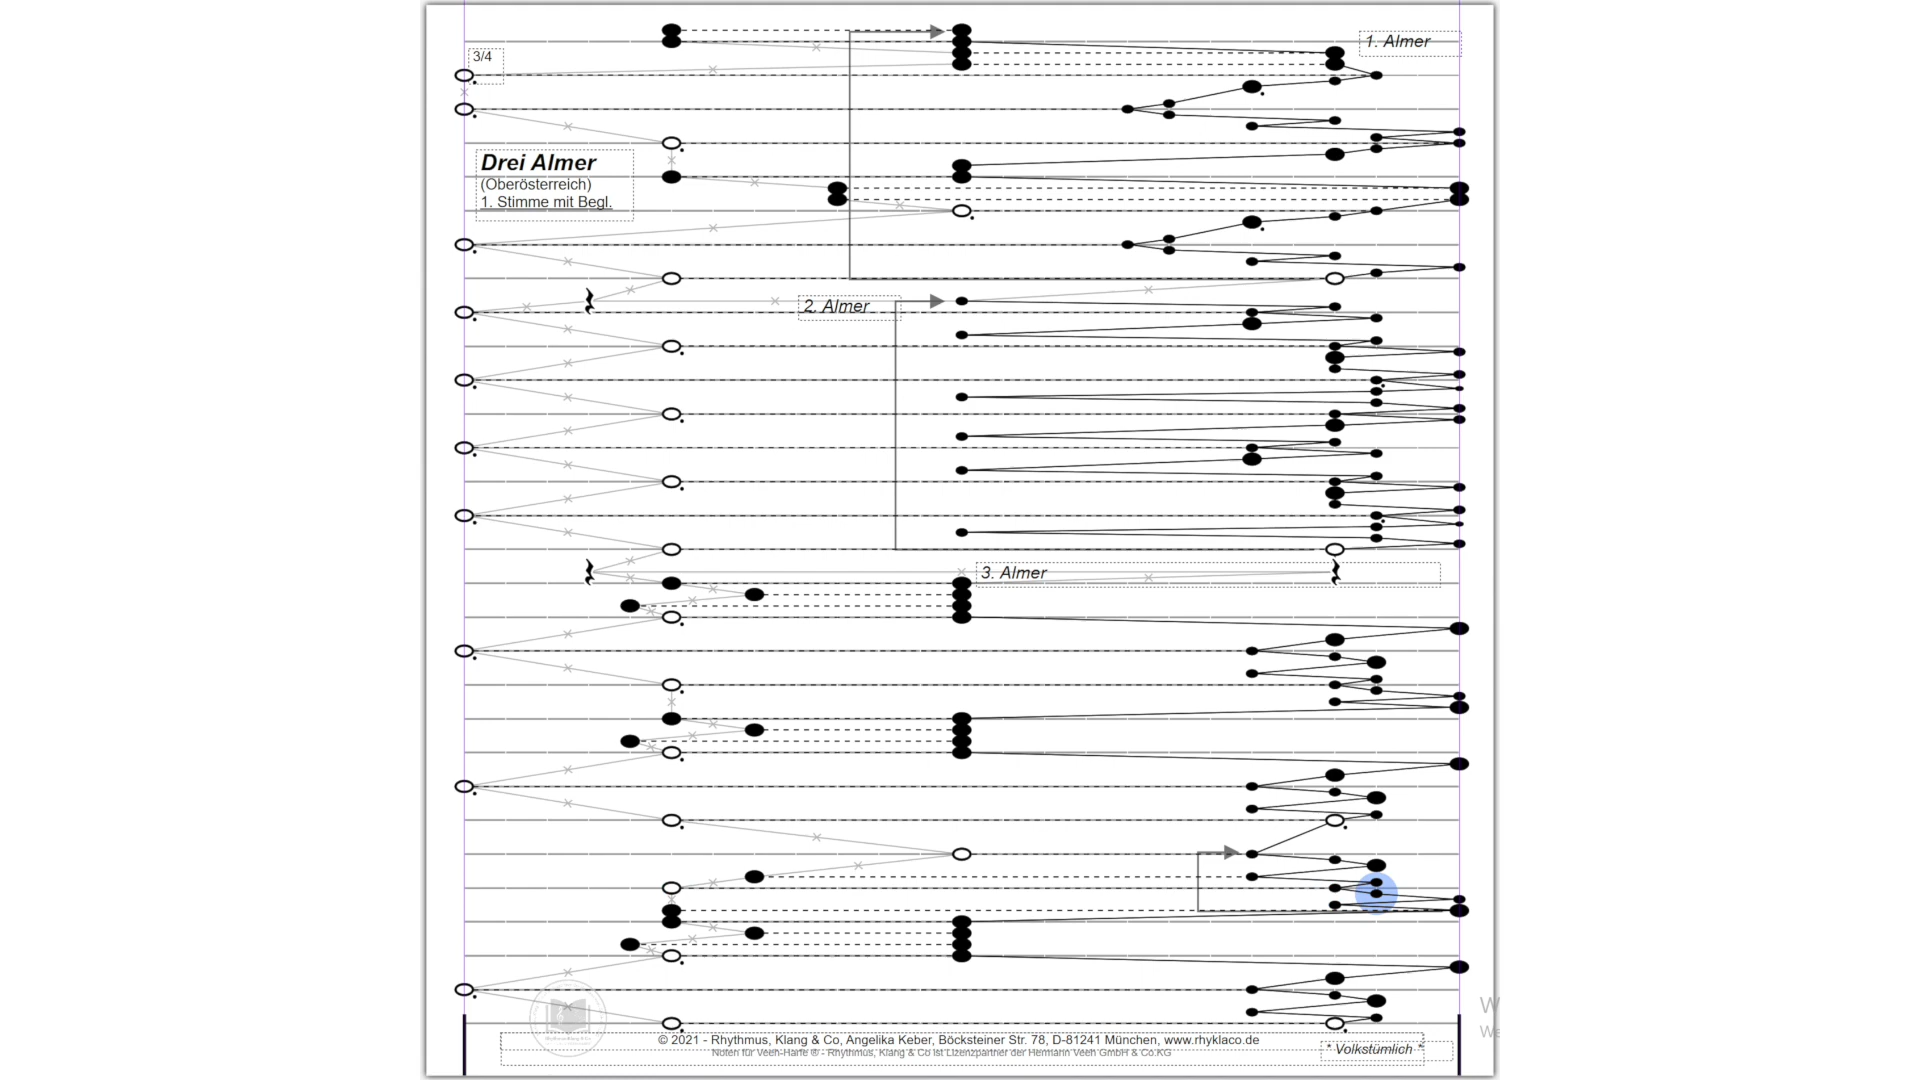 1. Almer
3/4
Drei Almer
(Oberösterreich)
1. Stimme mit Begl.
2. Almer
3. Almer
© 2021 - Rhythmus, Klang & Co, Angelika Keber, Böcksteiner Str. 78, D-81241 München, www.rhyklaco.de
Noten für Veeh-Harfe ® - Rhythmus, Klang & Co ist Lizenzpartner der Hermann Veeh GmbH & Co.KG
* Volkstümlich *